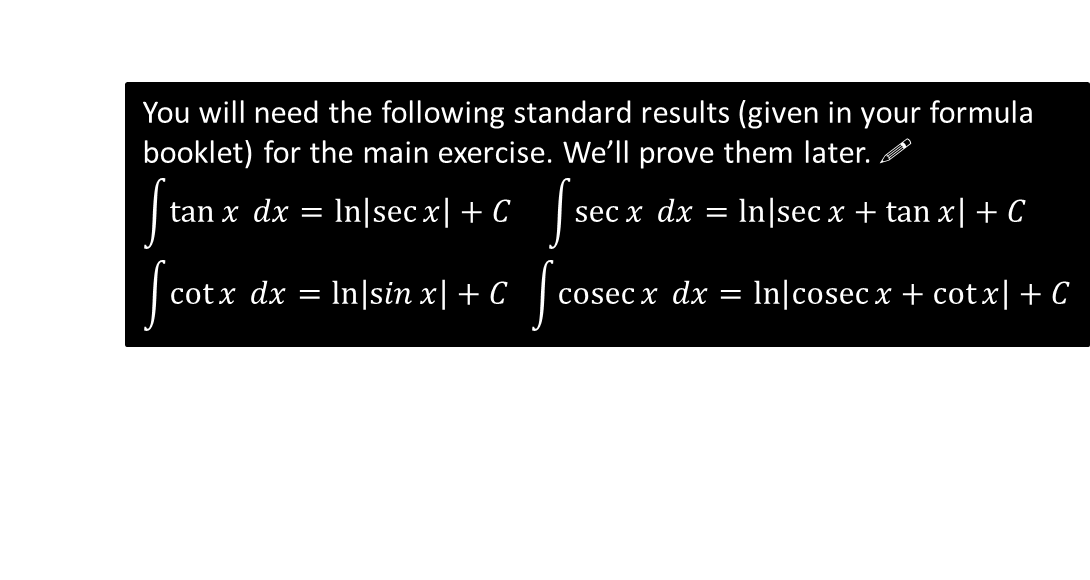 You will need the following standard results (given in your formula
booklet) for the main exercise. We’ll prove them later. 
∫ tan x dx = ln|sec x| + C   ∫ sec x dx = ln|sec x + tan x| + C
∫ cot x dx = ln|sin x| + C   ∫ cosec x dx = ln|cosec x + cot x| + C